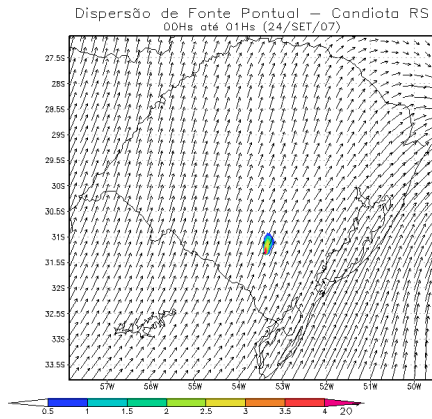 Dispersão de Fonte Pontual – Candiota RS
00Hs até 01Hs (24/SET/07)
27.5S
28S
28.5S
29S
29.5S
30S
30.5S
31S
31.5S
32S
32.5S
33S
33.5S
57W 56W 55W 54W 53W 52W 51W 50W
0.5 1 1.5 2 2.5 3 3.5 4 20